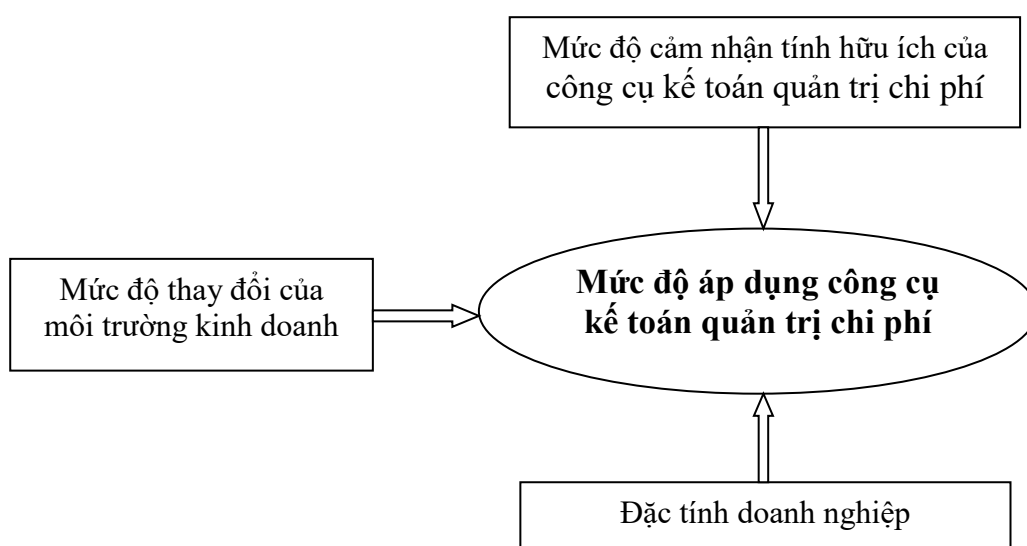 Mức độ cảm nhận tính hữu ích của
công cụ kế toán quản trị chi phí
Mức độ thay đổi của
môi trường kinh doanh
Mức độ áp dụng công cụ
kế toán quản trị chi phí
Đặc tính doanh nghiệp